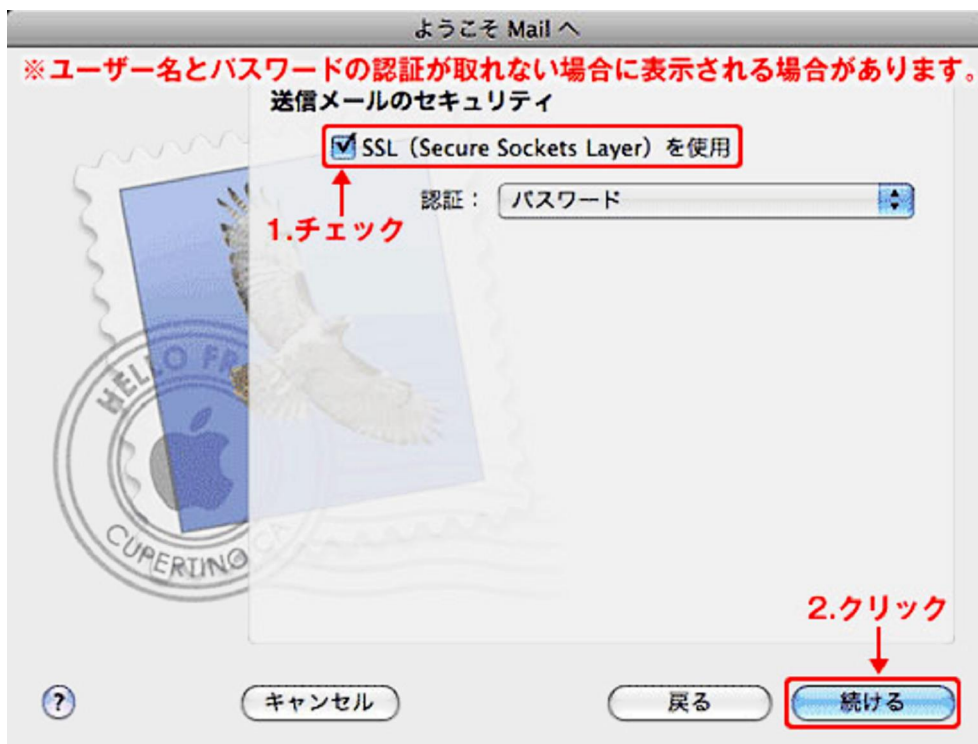 ようこそ Mail へ
※ユーザー名とパスワードの認証が取れない場合に表示される場合があります。
送信メールのセキュリティ
SSL（Secure Sockets Layer）を使用
認証： パスワード
1.チェック
HELLO FR
CUPERTINO CA
2.クリック
?
キャンセル
戻る
続ける